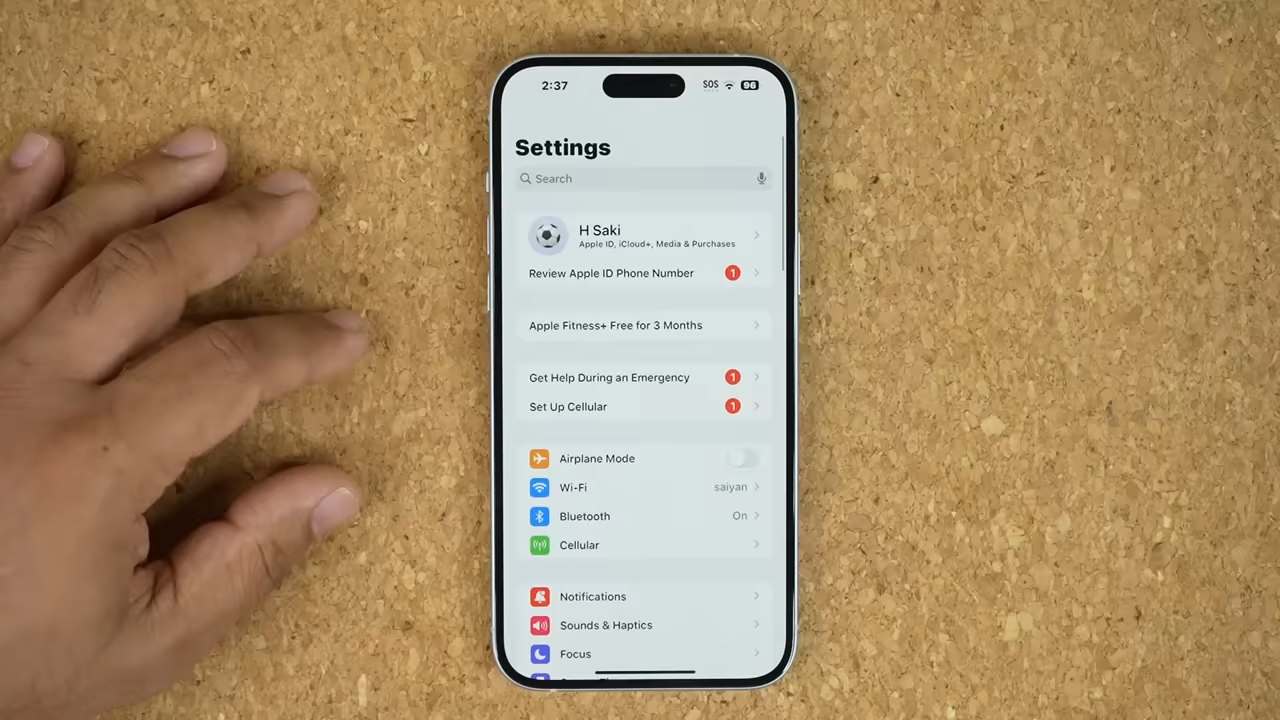 2:37
SOS
96
Settings
Search
H Saki
Apple ID, iCloud+, Media & Purchases
Review Apple ID Phone Number
1
Apple Fitness+ Free for 3 Months
Get Help During an Emergency
1
Set Up Cellular
1
Airplane Mode
Wi-Fi
saiyan
Bluetooth
On
Cellular
Notifications
Sounds & Haptics
Focus